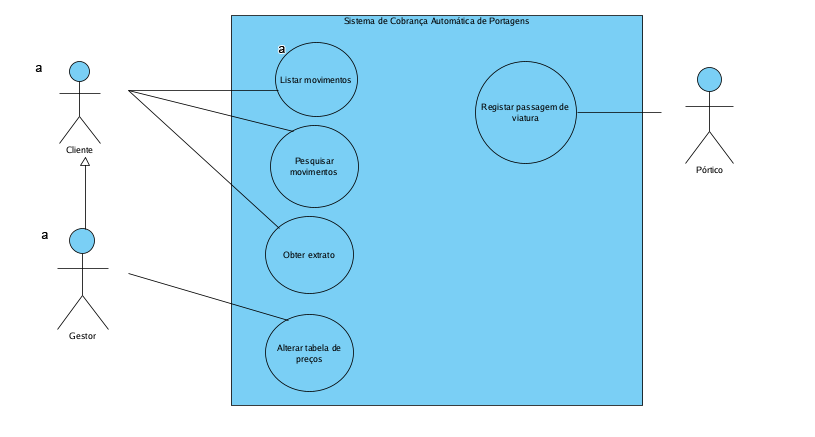 Sistema de Cobrança Automática de Portagens
a
a
Listar movimentos
Registar passagem de
viatura
Cliente
Pesquisar
movimentos
Pórtico
a
Obter extrato
Gestor
Alterar tabela de
preços